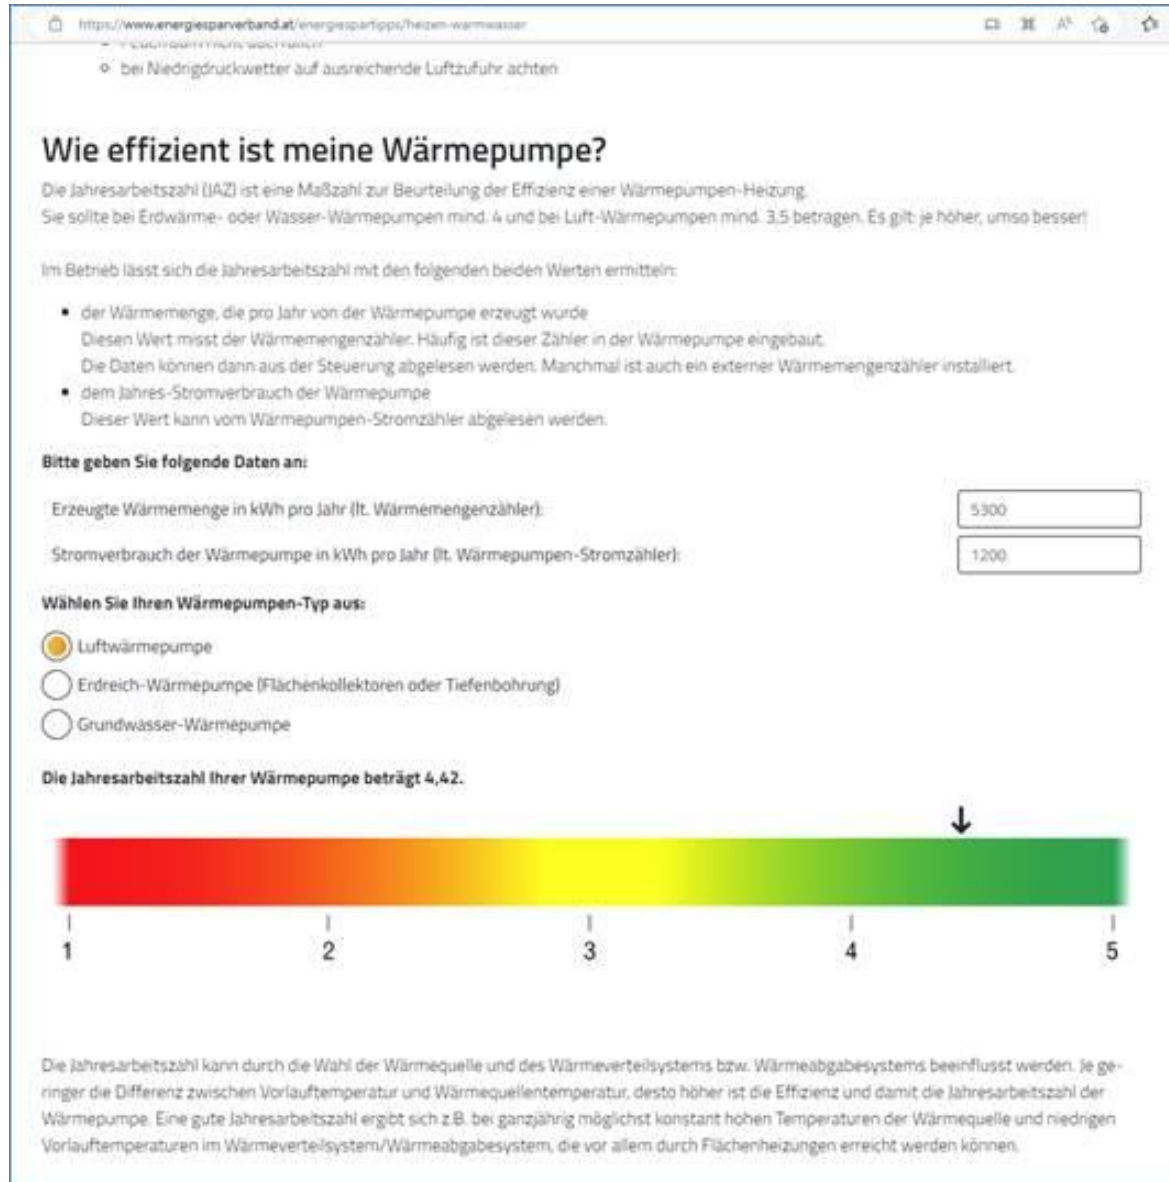 https://www.energiesparverband.at/energiespartipps/heizen-warmwasser
bei Niedrigdruckwetter auf ausreichende Luftzufuhr achten
Wie effizient ist meine Wärmepumpe?
Die Jahresarbeitszahl (JAZ) ist eine Maßzahl zur Beurteilung der Effizienz einer Wärmepumpen-Heizung.
Sie sollte bei Erdwärme- oder Wasser-Wärmepumpen mind. 4 und bei Luft-Wärmepumpen mind. 3,5 betragen. Es gilt: je höher, umso besser!
Im Betrieb lässt sich die Jahresarbeitszahl mit den folgenden beiden Werten ermitteln:
der Wärmemenge, die pro Jahr von der Wärmepumpe erzeugt wurde
Diesen Wert misst der Wärmemengenzähler. Häufig ist dieser Zähler in der Wärmepumpe eingebaut.
Die Daten können dann aus der Steuerung abgelesen werden. Manchmal ist auch ein externer Wärmemengenzähler installiert.
dem Jahres-Stromverbrauch der Wärmepumpe
Dieser Wert kann vom Wärmepumpen-Stromzähler abgelesen werden.
Bitte geben Sie folgende Daten an:
Erzeugte Wärmemenge in kWh pro Jahr (lt. Wärmemengenzähler): 5300
Stromverbrauch der Wärmepumpe in kWh pro Jahr (lt. Wärmepumpen-Stromzähler): 1200
Wählen Sie Ihren Wärmepumpen-Typ aus:
Luftwärmepumpe
Erdreich-Wärmepumpe (Flächenkollektoren oder Tiefenbohrung)
Grundwasser-Wärmepumpe
Die Jahresarbeitszahl Ihrer Wärmepumpe beträgt 4,42.
1 2 3 4 5
Die Jahresarbeitszahl kann durch die Wahl der Wärmequelle und des Wärmeverteilsystems bzw. Wärmeabgabesystems beeinflusst werden. Je ge-
ringer die Differenz zwischen Vorlauftemperatur und Wärmequellentemperatur, desto höher ist die Effizienz und damit die Jahresarbeitszahl der
Wärmepumpe. Eine gute Jahresarbeitszahl ergibt sich z.B. bei ganzjährig möglichst konstant hohen Temperaturen der Wärmequelle und niedrigen
Vorlauftemperaturen im Wärmeverteilsystem/Wärmeabgabesystem, die vor allem durch Flächenheizungen erreicht werden können.